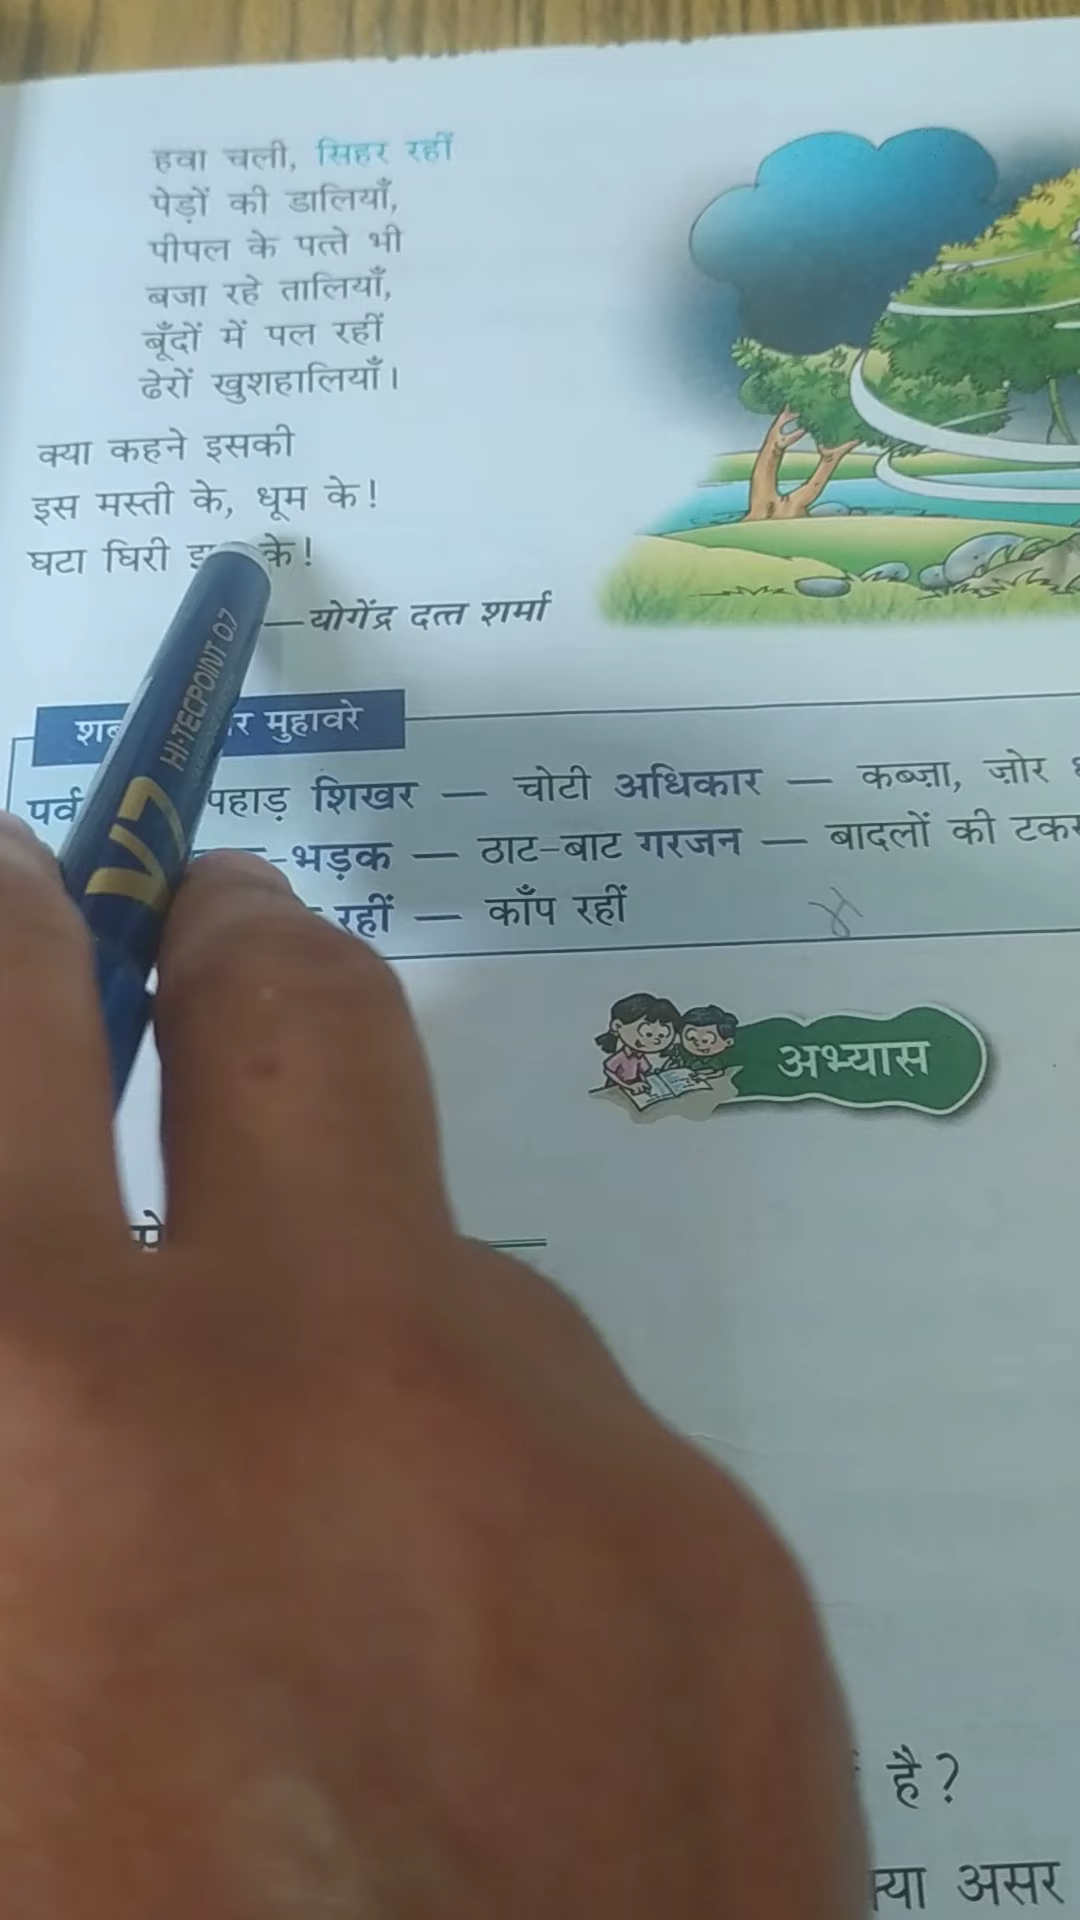 हवा चली, सिहर रहीं
पेड़ों की डालियाँ,
पीपल के पत्ते भी
बजा रहे तालियाँ,
बूँदों में पल रहीं
ढेरों खुशहालियाँ।
क्या कहने इसकी
इस मस्ती के, धूम के!
घटा घिरी के!
—योगेंद्र दत्त शर्मा
मुहावरे
पहाड़ शिखर — चोटी अधिकार — कब्ज़ा, ज़ोर
-भड़क — ठाट-बाट गरजन — बादलों की
रहीं — काँप रहीं
अभ्यास
V7 HI-TECPOINT 0.7
है?
असर